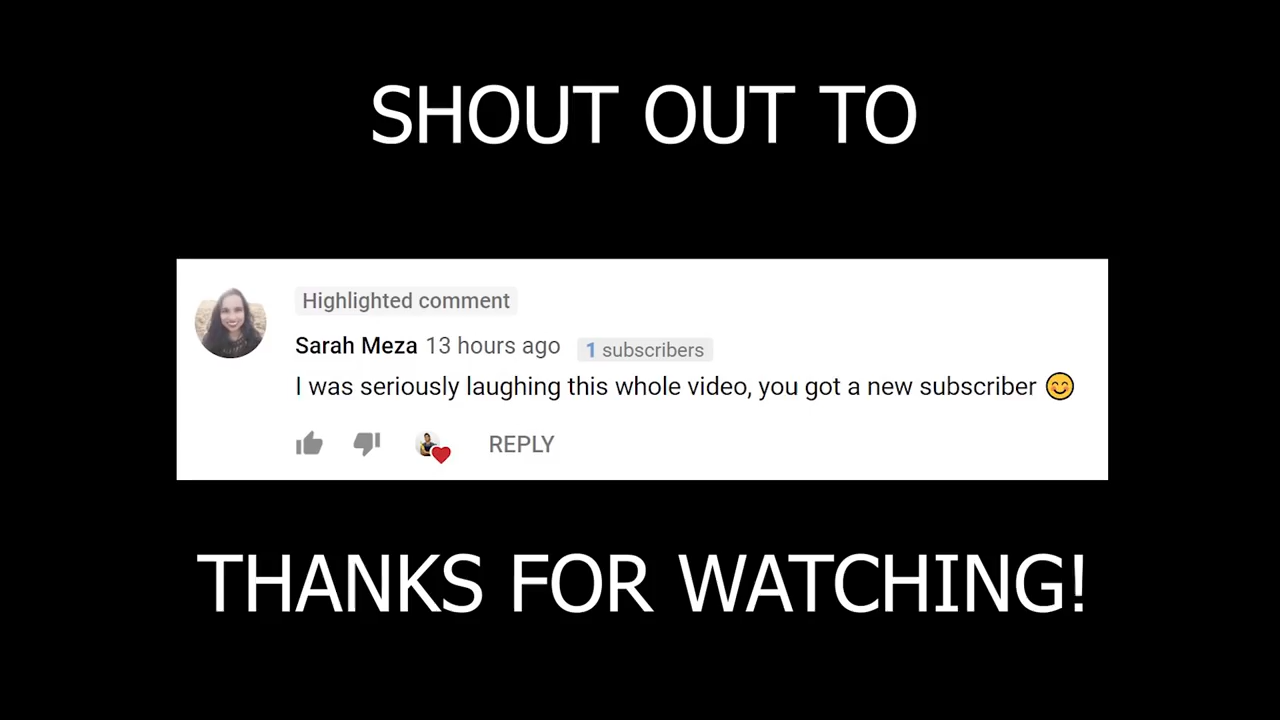 SHOUT OUT TO
Highlighted comment
Sarah Meza 13 hours ago 1 subscribers
I was seriously laughing this whole video, you got a new subscriber 😊
REPLY
THANKS FOR WATCHING!